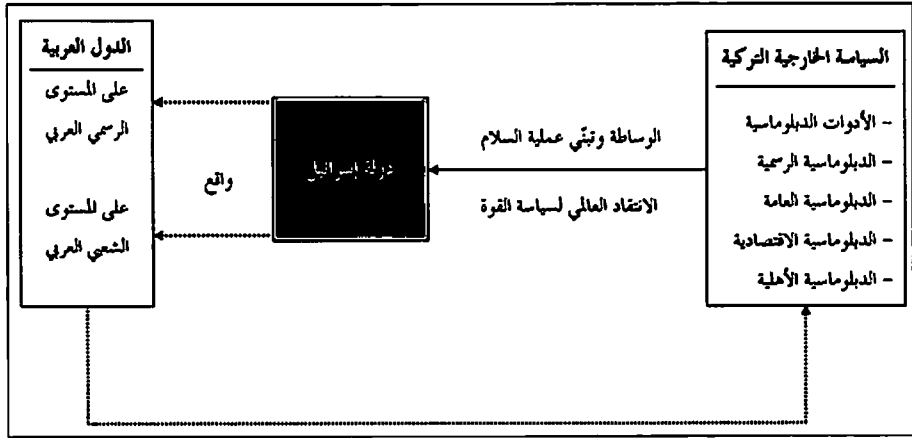 السياسة الخارجية التركية
- الأدوات الدبلوماسية
- الدبلوماسية الرسمية
- الدبلوماسية العامة
- الدبلوماسية الاقتصادية
- الدبلوماسية الأهلية
الوساطة وتبنّي عملية السلام
الانتقاد العالمي لسياسة القوة
دولة إسرائيل
واقع
الدول العربية
على المستوى
الرسمي العربي
على المستوى
الشعبي العربي